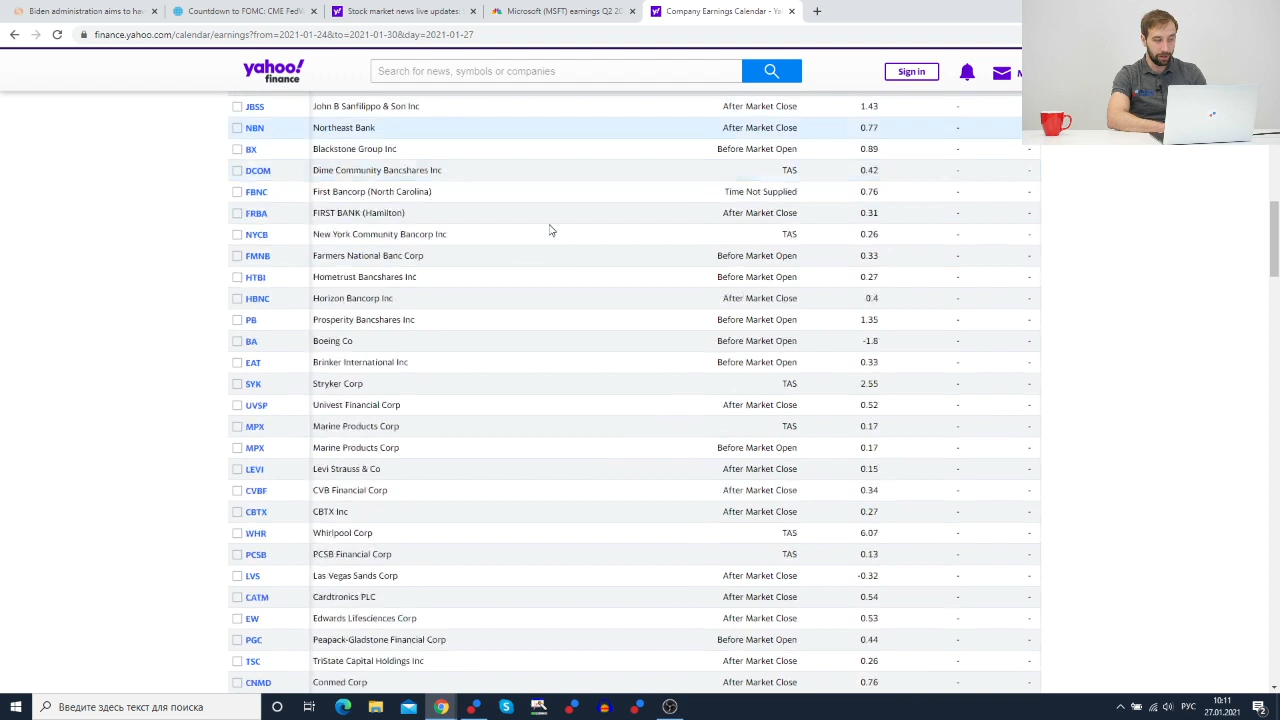 Biden administration aims to hav
Countdown to FOMC: CME FedW
Stock market news live updates:
Microsoft (MSFT) earnings Q2 20
Company Earnings Calendar - Ya
finance.yahoo.com/calendar/earnings?from=2021-01-24&to=2021-01-30&day=2021-01-27
yahoo!
finance
Search for news, symbols or companies
Sign in
JBSS John B Sanfilippo & Son Inc After Market Close 1.43 -
NBN Northeast Bank After Market Close 0.77 -
BX Blackstone Group Inc Before Market Open 0.89 -
DCOM Dime Community Bancshares Inc TAS 0.42 -
FBNC First Bancorp (North Carolina) Time Not Supplied 0.76 -
FRBA FIRST BANK (Hamilton) After Market Close 0.31 -
NYCB New York Community Bancorp Inc TAS 0.26 -
FMNB Farmers National Banc Corp Before Market Open 0.33 -
HTBI Hometrust Bancshares Inc Before Market Open 0.27 -
HBNC Horizon Bancorp Inc After Market Close 0.4 -
PB Prosperity Bancshares Inc Before Market Open 1.35 -
BA Boeing Co Before Market Open -1.8 -
EAT Brinker International Inc Before Market Open 0.33 -
SYK Stryker Corp TAS 2.55 -
UVSP Univest Financial Corp After Market Close 0.52 -
MPX Marine Products Corp TAS 0.17 -
MPX Marine Products Corp Before Market Open 0.17 -
LEVI Levi Strauss & Co After Market Close 0.15 -
CVBF CVB Financial Corp After Market Close 0.34 -
CBTX CBTX Inc After Market Close 0.27 -
WHR Whirlpool Corp TAS 6.07 -
PCSB PCSB Financial Corp TAS 0.13 -
LVS Las Vegas Sands Corp After Market Close -0.32 -
CATM Cardtronics PLC After Market Close 0.54 -
EW Edwards Lifesciences Corp After Market Close 0.53 -
PGC Peapack-Gladstone Financial Corp Before Market Open 0.44 -
TSC TriState Capital Holdings Inc After Market Close 0.26 -
CNMD Conmed Corp After Market Close 0.76 -
Введите здесь текст для поиска
РУС
10:11
27.01.2021
2